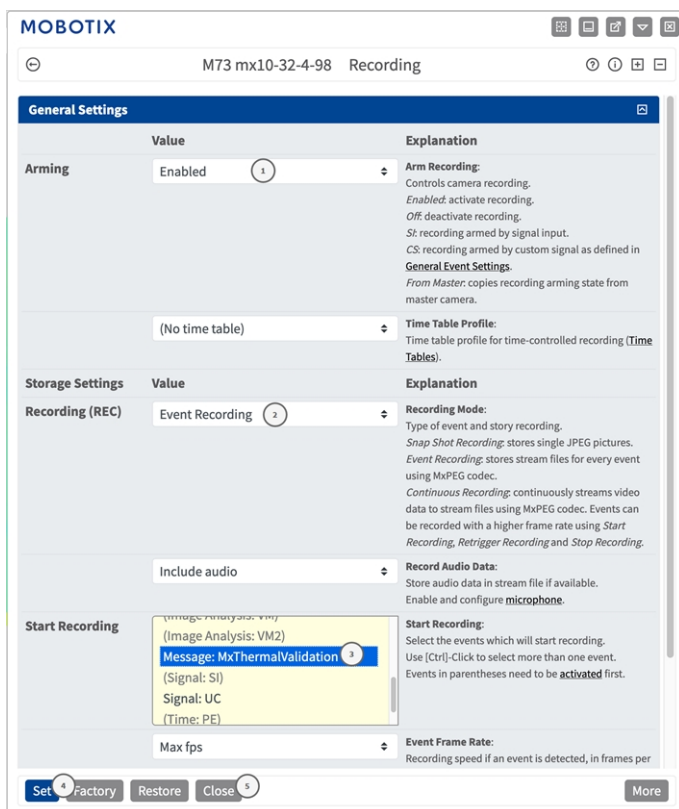 MOBOTIX
M73 mx10-32-4-98 Recording
General Settings
Value Explanation
Arming Enabled 1 Arm Recording:
Controls camera recording.
Enabled: activate recording.
Off: deactivate recording.
SI: recording armed by signal input.
CS: recording armed by custom signal as defined in
General Event Settings.
From Master: copies recording arming state from
master camera.
(No time table) Time Table Profile:
Time table profile for time-controlled recording (Time
Tables).
Storage Settings Value Explanation
Recording (REC) Event Recording 2 Recording Mode:
Type of event and story recording.
Snap Shot Recording: stores single JPEG pictures.
Event Recording: stores stream files for every event
using MxPEG codec.
Continuous Recording: continuously streams video
data to stream files using MxPEG codec. Events can
be recorded with a higher frame rate using Start
Recording, Retrigger Recording and Stop Recording.
Include audio Record Audio Data:
Store audio data in stream file if available.
Enable and configure microphone.
Start Recording (Image Analysis: VM) Start Recording:
(Image Analysis: VM2) Select the events which will start recording.
Message: MxThermalValidation 3 Use [Ctrl]-Click to select more than one event.
(Signal: SI) Events in parentheses need to be activated first.
Signal: UC
(Time: PE)
Max fps Event Frame Rate:
Recording speed if an event is detected, in frames per
Set 4 Factory Restore Close 5 More